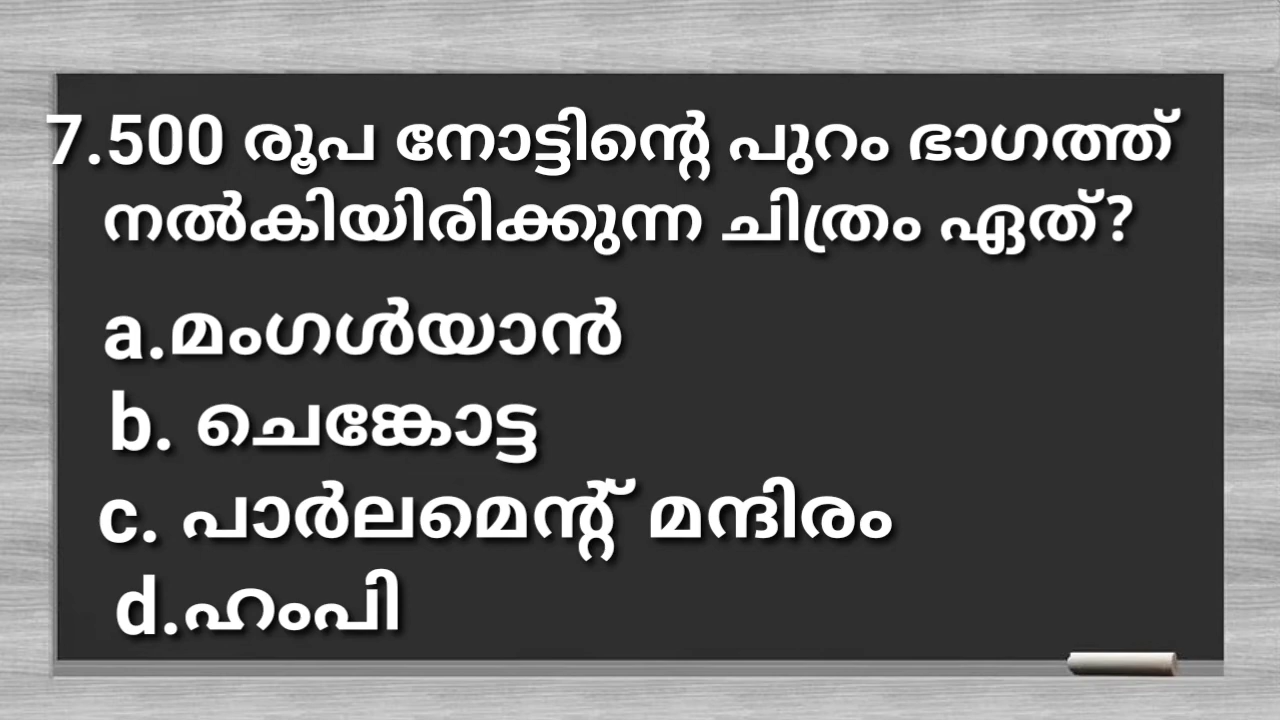 7.500 രൂപ നോട്ടിന്റെ പുറം ഭാഗത്ത്
നൽകിയിരിക്കുന്ന ചിത്രം ഏത്?
a.മംഗൾയാൻ
b. ചെങ്കോട്ട
c. പാർലമെന്റ് മന്ദിരം
d.ഹംപി